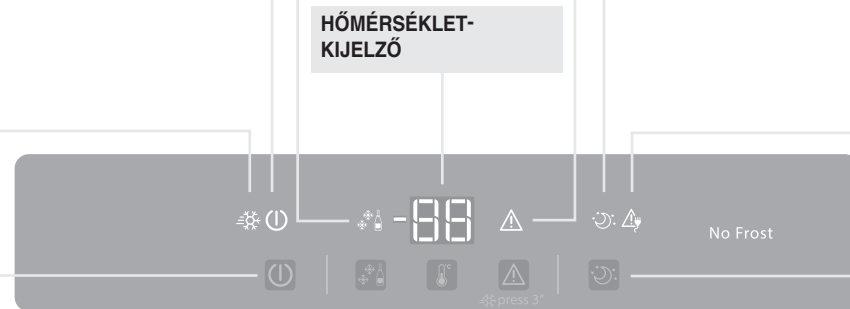 HŐMÉRSÉKLET-
KIJELZŐ
-88
No Frost
°C
press 3"